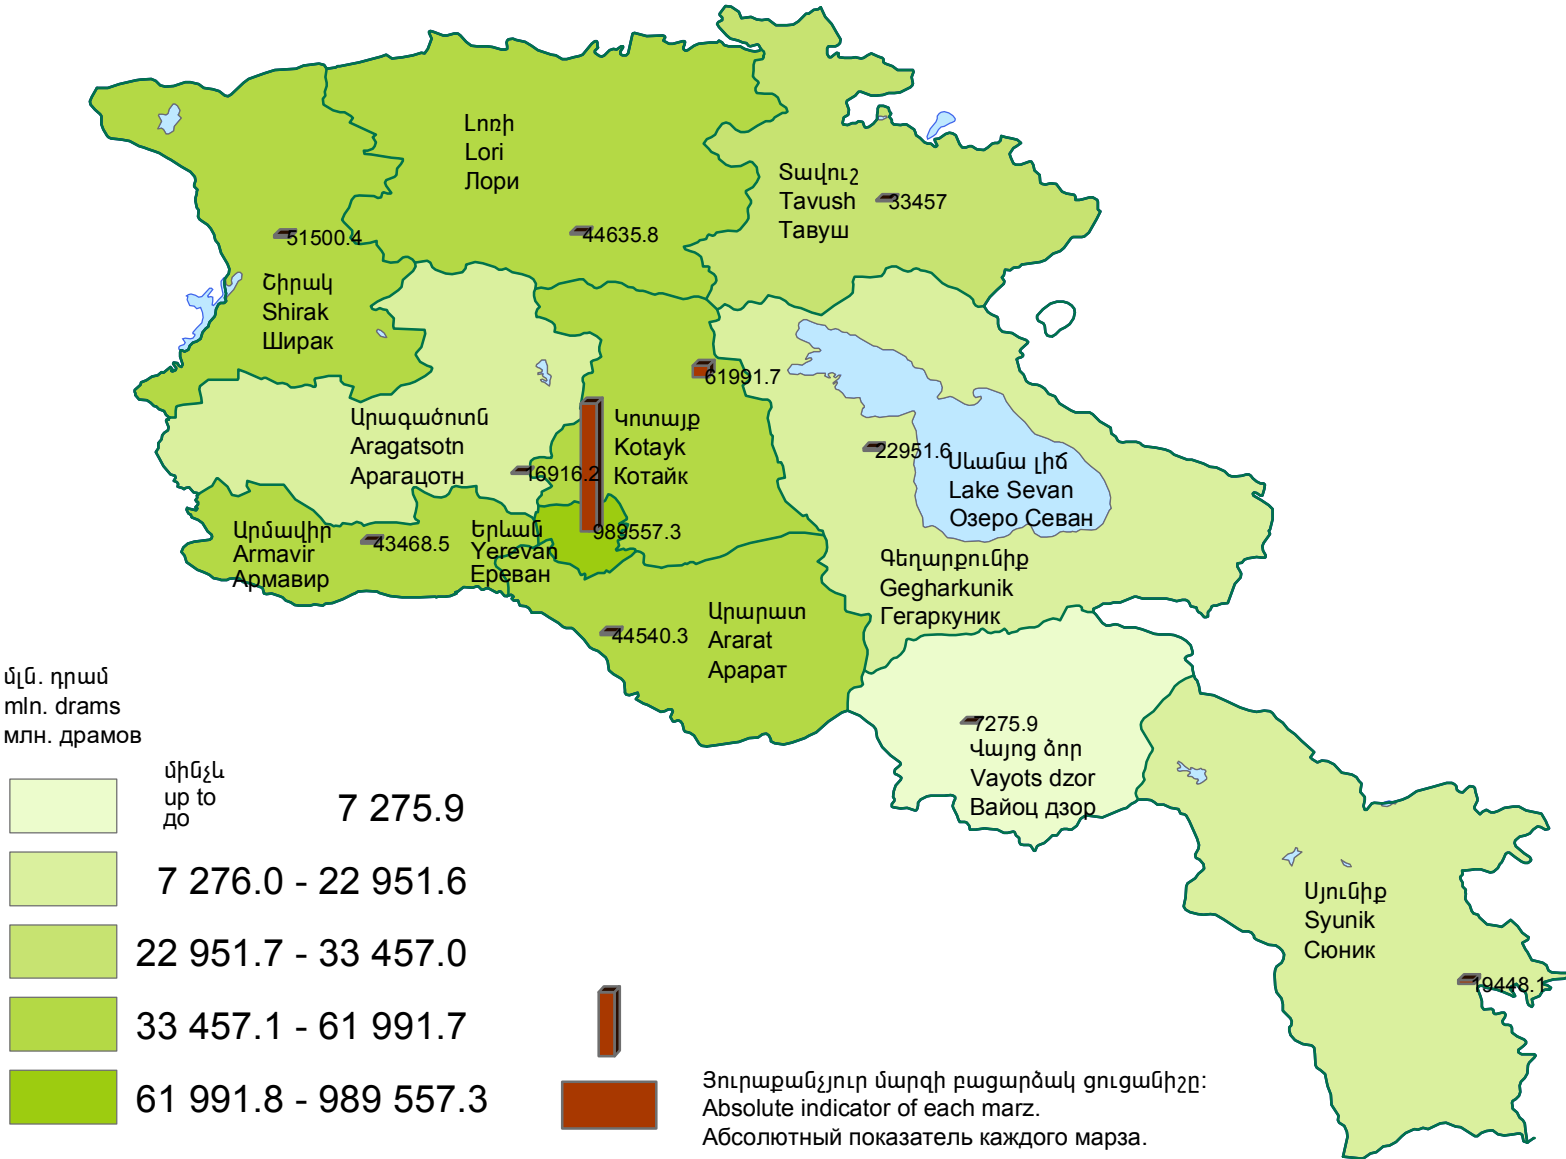 Լոռի
Lori
Лори
44635.8
Տավուշ
Tavush
Тавуш
33457
51500.4
Շիրակ
Shirak
Ширак
61991.7
Արագածոտն
Aragatsotn
Арагацотн
16916.2
Կոտայք
Kotayk
Котайк
22951.6
Սևանա լիճ
Lake Sevan
Озеро Севан
Արմավիր
Armavir
Армавир
43468.5
Երևան
Yerevan
Ереван
989557.3
Գեղարքունիք
Gegharkunik
Гегаркуник
Արարատ
Ararat
Арарат
44540.3
7275.9
Վայոց ձոր
Vayots dzor
Вайоц дзор
Սյունիք
Syunik
Сюник
19448.1
մլն. դրամ
mln. drams
млн. драмов
մինչև
up to
до
7 275.9
7 276.0 - 22 951.6
22 951.7 - 33 457.0
33 457.1 - 61 991.7
61 991.8 - 989 557.3
Յուրաքանչյուր մարզի բացարձակ ցուցանիշը:
Absolute indicator of each marz.
Абсолютный показатель каждого марза.